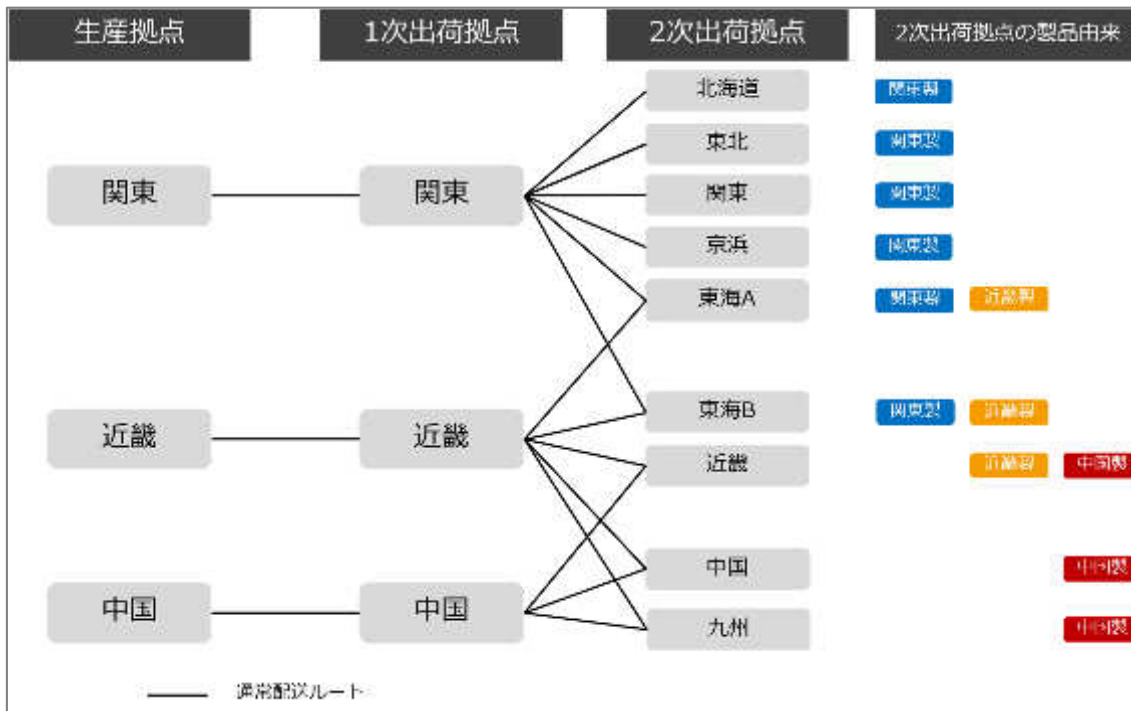 生産拠点 1次出荷拠点 2次出荷拠点 2次出荷拠点の製品由来
北海道 関東製
東北 関東製
関東 関東 関東 関東製
京浜 関東製
東海A 関東製 近畿製
東海B 関東製 近畿製
近畿 近畿 近畿 近畿製 中国製
中国 中国製
中国 中国 九州 中国製
通常配送ルート